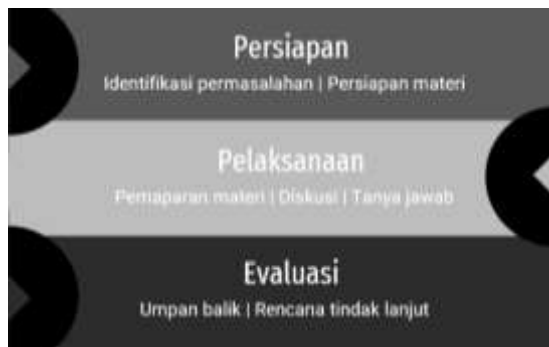 Persiapan
Identifikasi permasalahan | Persiapan materi
Pelaksanaan
Pemaparan materi | Diskusi | Tanya jawab
Evaluasi
Umpan balik | Rencana tindak lanjut